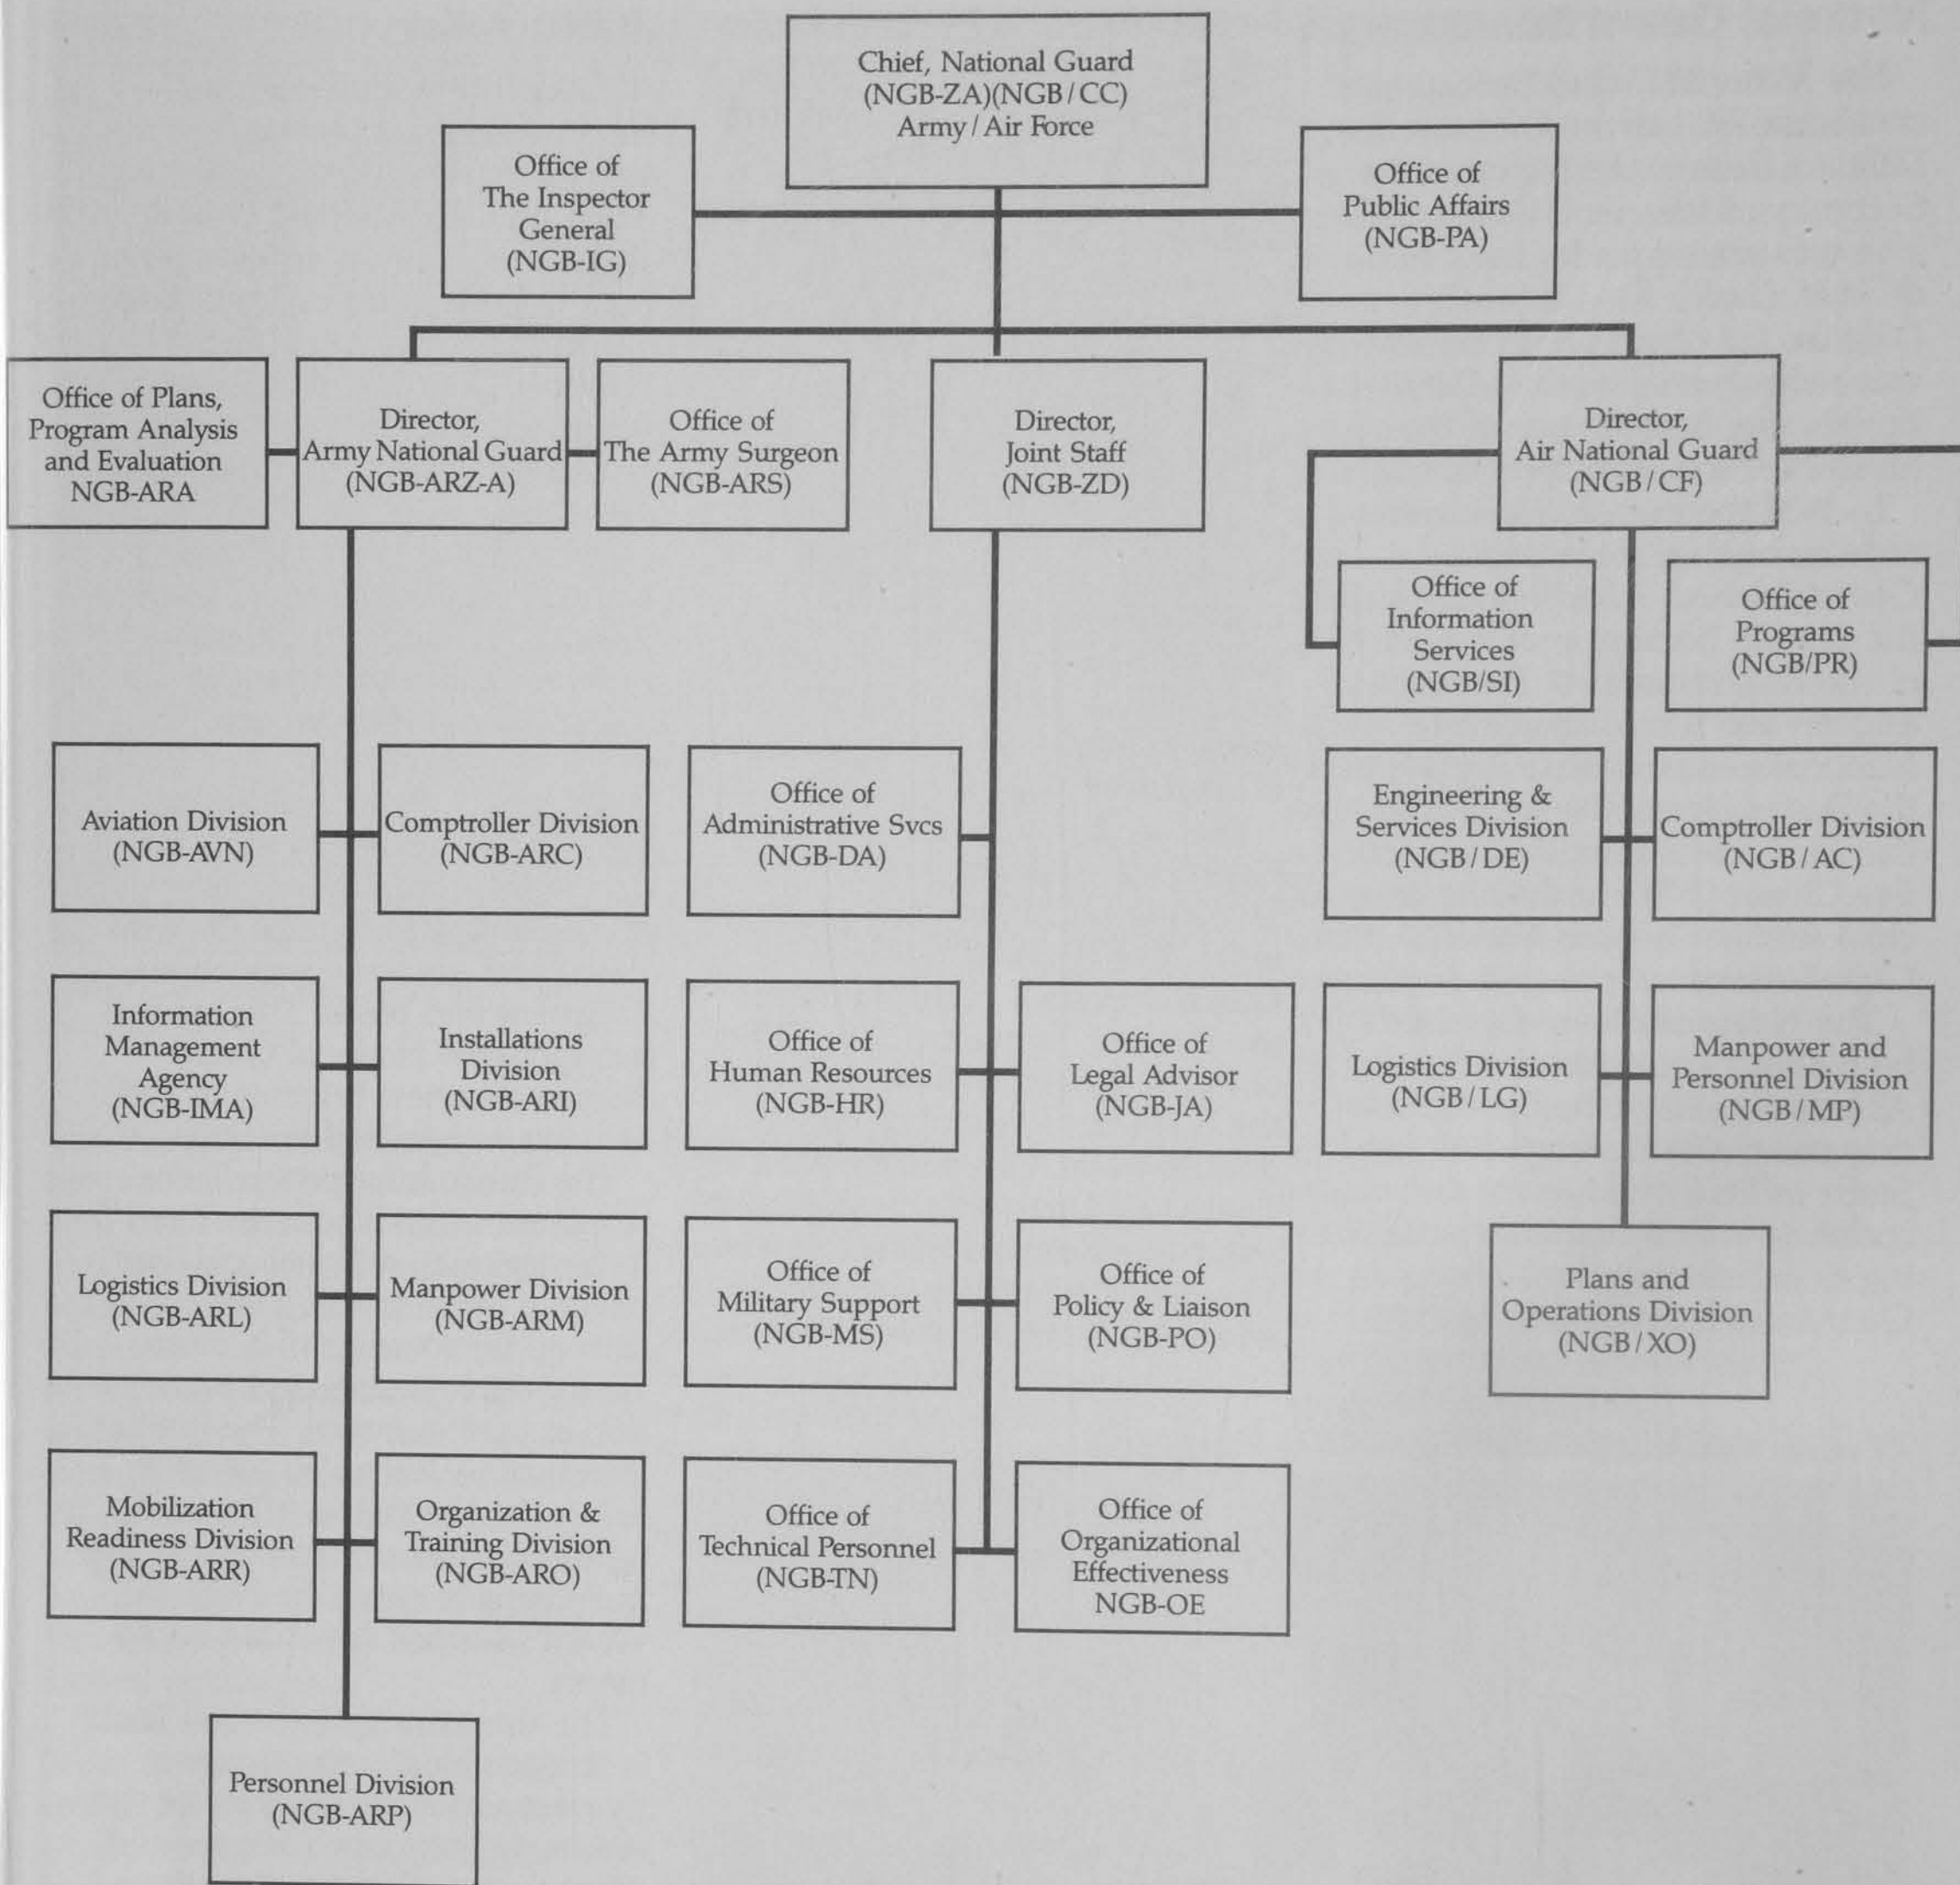 Chief, National Guard
(NGB-ZA)(NGB/CC)
Army/Air Force
Office of
The Inspector
General
(NGB-IG)
Office of
Public Affairs
(NGB-PA)
Office of Plans,
Program Analysis
and Evaluation
NGB-ARA
Director,
Army National Guard
(NGB-ARZ-A)
Office of
The Army Surgeon
(NGB-ARS)
Director,
Joint Staff
(NGB-ZD)
Director,
Air National Guard
(NGB/CF)
Office of
Information
Services
(NGB/SI)
Office of
Programs
(NGB/PR)
Aviation Division
(NGB-AVN)
Comptroller Division
(NGB-ARC)
Office of
Administrative Svcs
(NGB-DA)
Engineering &
Services Division
(NGB/DE)
Comptroller Division
(NGB/AC)
Information
Management
Agency
(NGB-IMA)
Installations
Division
(NGB-ARI)
Office of
Human Resources
(NGB-HR)
Office of
Legal Advisor
(NGB-JA)
Logistics Division
(NGB/LG)
Manpower and
Personnel Division
(NGB/MP)
Logistics Division
(NGB-ARL)
Manpower Division
(NGB-ARM)
Office of
Military Support
(NGB-MS)
Office of
Policy & Liaison
(NGB-PO)
Plans and
Operations Division
(NGB/XO)
Mobilization
Readiness Division
(NGB-ARR)
Organization &
Training Division
(NGB-ARO)
Office of
Technical Personnel
(NGB-TN)
Office of
Organizational
Effectiveness
NGB-OE
Personnel Division
(NGB-ARP)